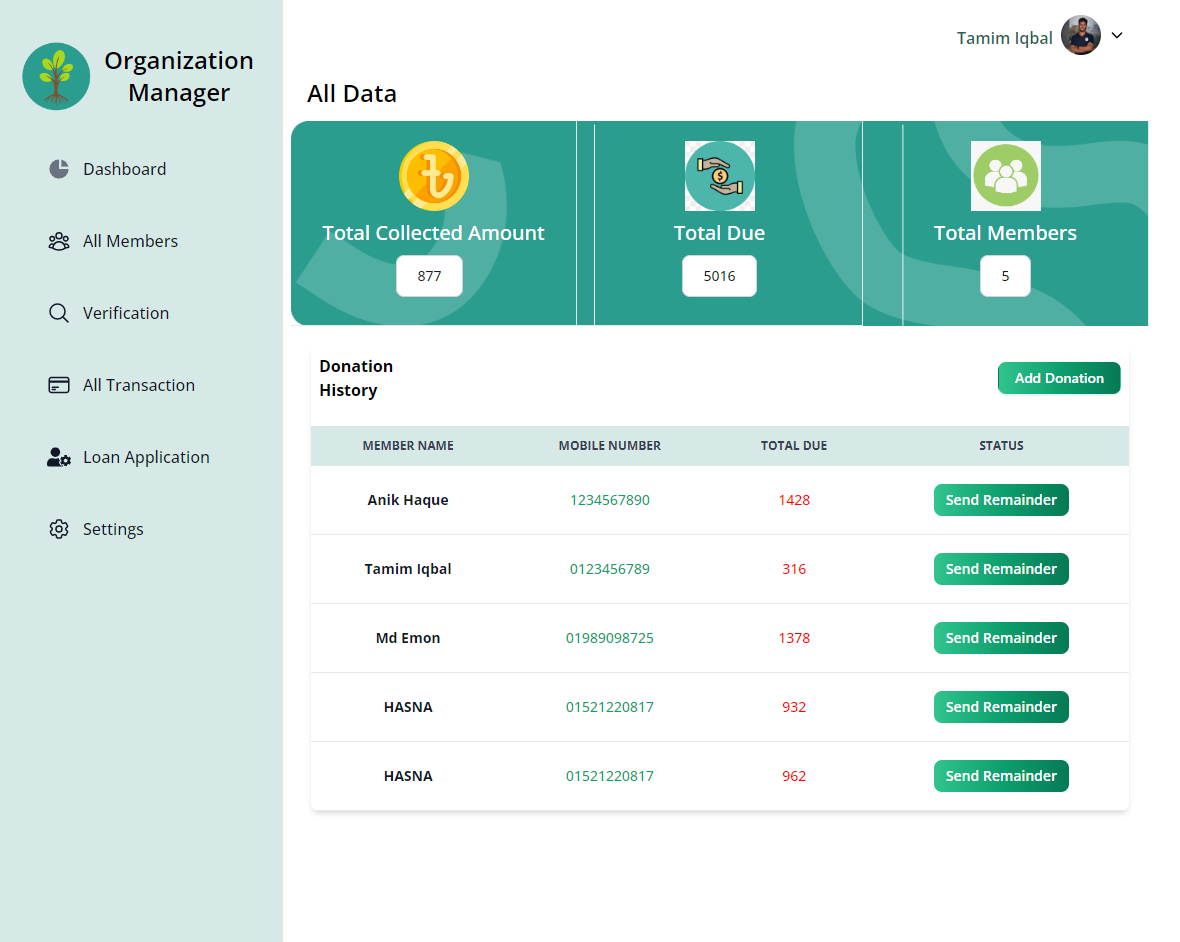 Tamim Iqbal
Organization
Manager
Dashboard
All Members
Verification
All Transaction
Loan Application
Settings
All Data
Total Collected Amount
877
Total Due
5016
Total Members
5
Donation
History
Add Donation
MEMBER NAME MOBILE NUMBER TOTAL DUE STATUS
Anik Haque 1234567890 1428 Send Remainder
Tamim Iqbal 0123456789 316 Send Remainder
Md Emon 01989098725 1378 Send Remainder
HASNA 01521220817 932 Send Remainder
HASNA 01521220817 962 Send Remainder